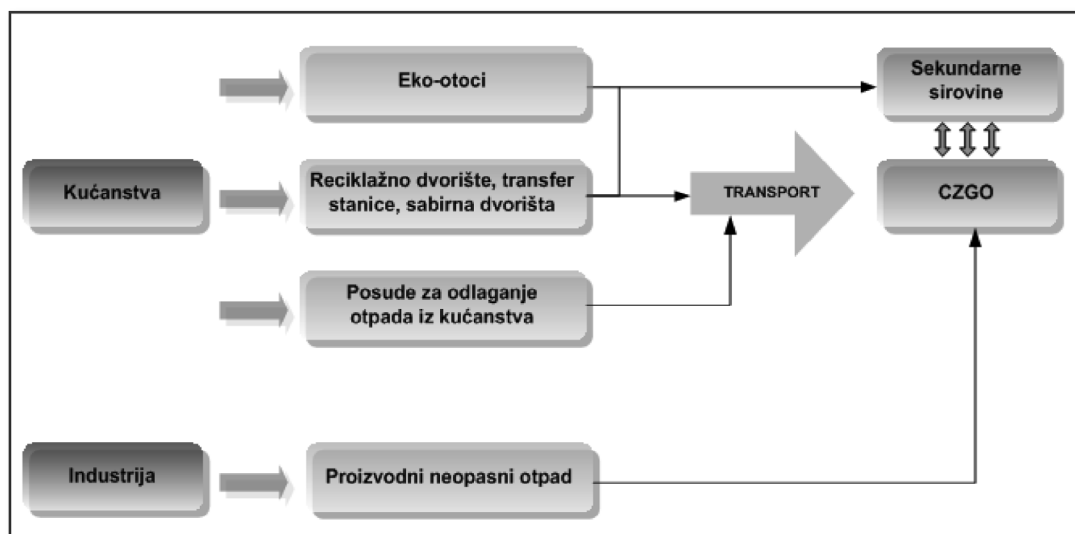 Eko-otoci
Sekundarne
sirovine
Kućanstva
Reciklažno dvorište, transfer
stanice, sabirna dvorišta
TRANSPORT
CZGO
Posude za odlaganje
otpada iz kućanstva
Industrija
Proizvodni neopasni otpad